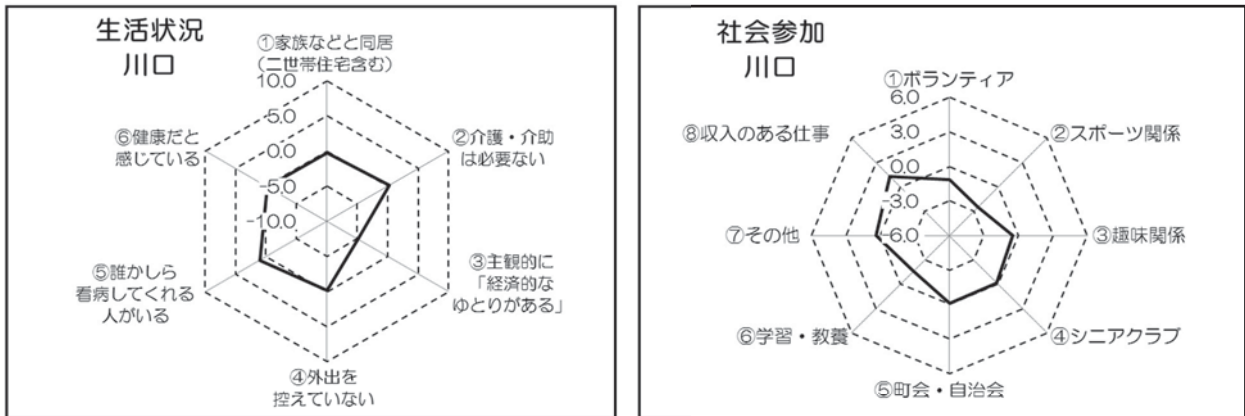 生活状況
川口
①家族などと同居
（二世帯住宅含む）
10.0
5.0
0.0
-5.0
-10.0
②介護・介助
は必要ない
③主観的に
「経済的な
ゆとりがある」
④外出を
控えていない
⑤誰かしら
看病してくれる
人がいる
⑥健康だと
感じている
社会参加
川口
①ボランティア
6.0
3.0
0.0
-3.0
-6.0
②スポーツ関係
③趣味関係
④シニアクラブ
⑤町会・自治会
⑥学習・教養
⑦その他
⑧収入のある仕事